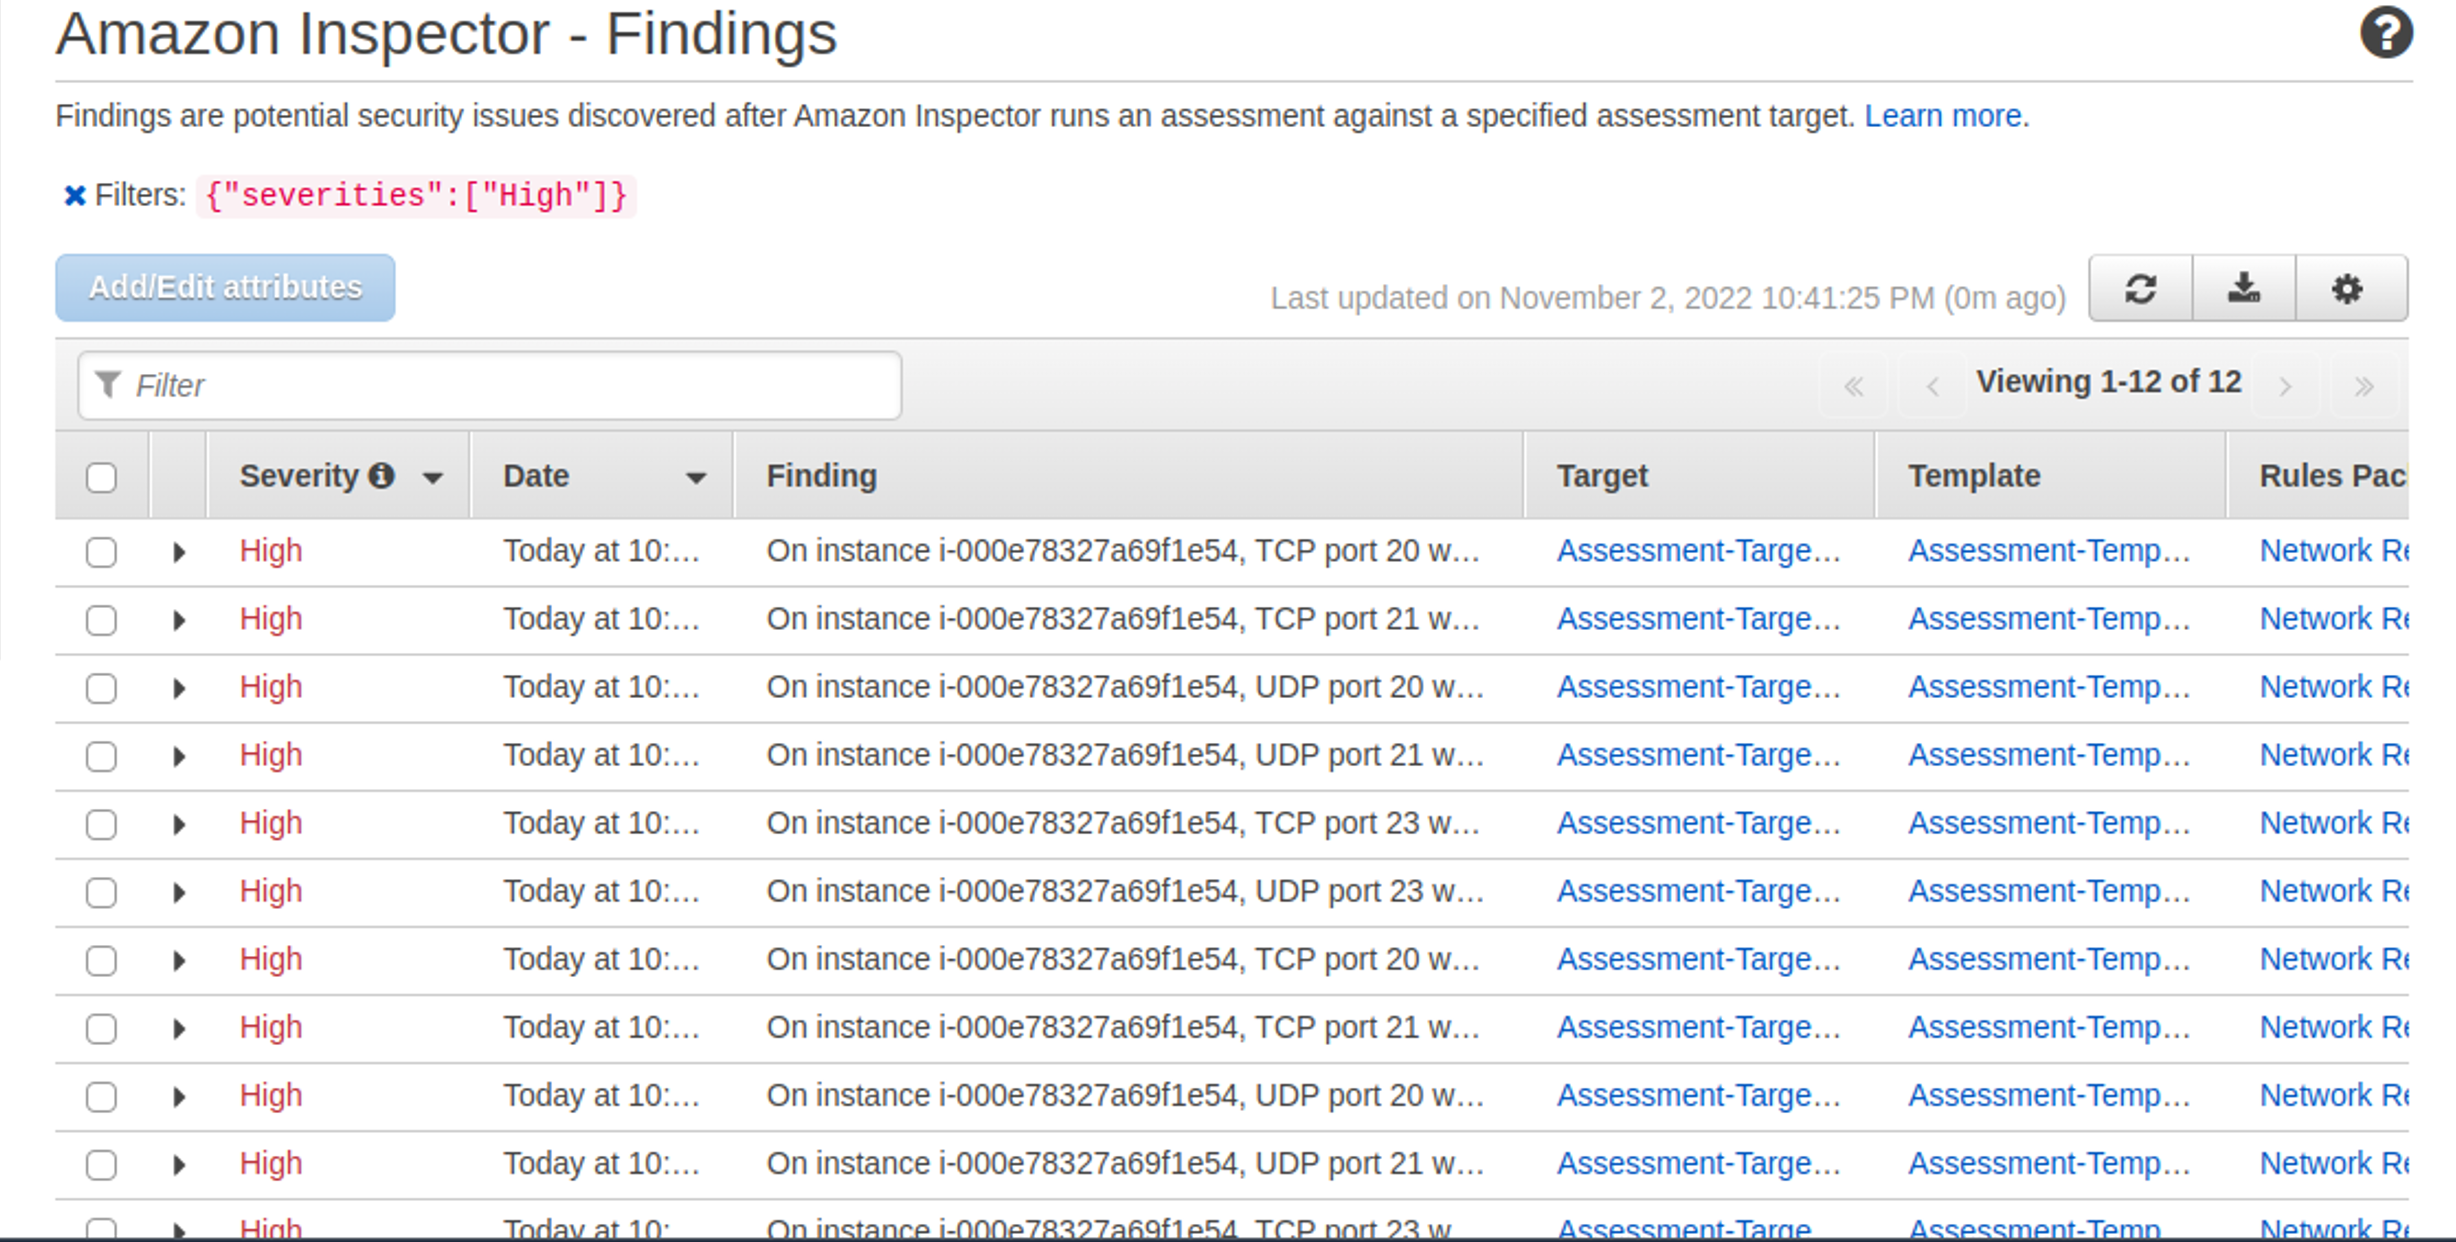 Amazon Inspector - Findings
Findings are potential security issues discovered after Amazon Inspector runs an assessment against a specified assessment target. Learn more.
Filters: {"severities":["High"]}
Add/Edit attributes
Last updated on November 2, 2022 10:41:25 PM (0m ago)
Filter
« ‹ Viewing 1-12 of 12 › »
Severity Date Finding Target Template Rules Pac
High Today at 10:... On instance i-000e78327a69f1e54, TCP port 20 w... Assessment-Targe... Assessment-Temp... Network Re
High Today at 10:... On instance i-000e78327a69f1e54, TCP port 21 w... Assessment-Targe... Assessment-Temp... Network Re
High Today at 10:... On instance i-000e78327a69f1e54, UDP port 20 w... Assessment-Targe... Assessment-Temp... Network Re
High Today at 10:... On instance i-000e78327a69f1e54, UDP port 21 w... Assessment-Targe... Assessment-Temp... Network Re
High Today at 10:... On instance i-000e78327a69f1e54, TCP port 23 w... Assessment-Targe... Assessment-Temp... Network Re
High Today at 10:... On instance i-000e78327a69f1e54, UDP port 23 w... Assessment-Targe... Assessment-Temp... Network Re
High Today at 10:... On instance i-000e78327a69f1e54, TCP port 20 w... Assessment-Targe... Assessment-Temp... Network Re
High Today at 10:... On instance i-000e78327a69f1e54, TCP port 21 w... Assessment-Targe... Assessment-Temp... Network Re
High Today at 10:... On instance i-000e78327a69f1e54, UDP port 20 w... Assessment-Targe... Assessment-Temp... Network Re
High Today at 10:... On instance i-000e78327a69f1e54, UDP port 21 w... Assessment-Targe... Assessment-Temp... Network Re
High Today at 10: On instance i-000e78327a69f1e54, TCP port 23 w Assessment-Targe Assessment-Temp Network Re